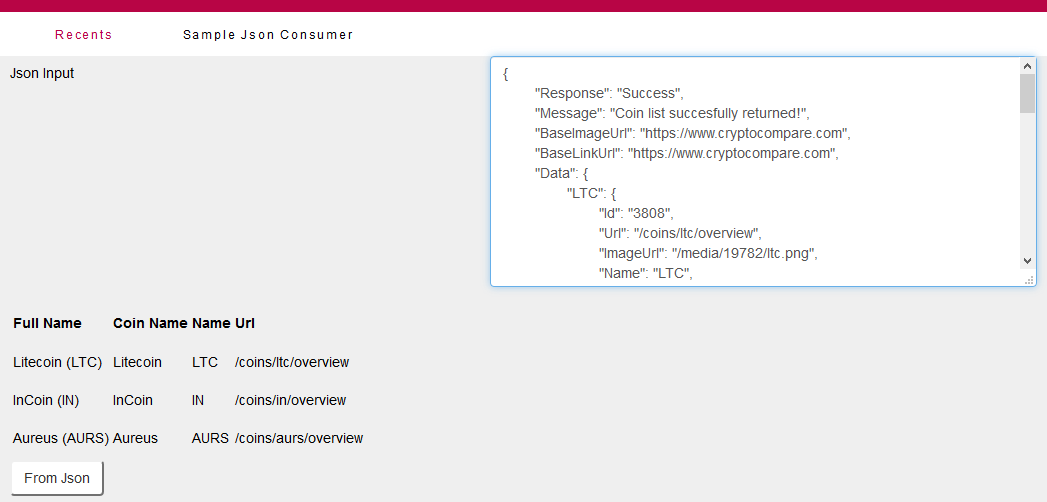 Recents Sample Json Consumer
Json Input
{
"Response": "Success",
"Message": "Coin list succesfully returned!",
"BaseImageUrl": "https://www.cryptocompare.com",
"BaseLinkUrl": "https://www.cryptocompare.com",
"Data": {
"LTC": {
"Id": "3808",
"Url": "/coins/ltc/overview",
"ImageUrl": "/media/19782/ltc.png",
"Name": "LTC",
Full Name Coin Name Name Url
Litecoin (LTC) Litecoin LTC /coins/ltc/overview
InCoin (IN) InCoin IN /coins/in/overview
Aureus (AURS) Aureus AURS /coins/aurs/overview
From Json